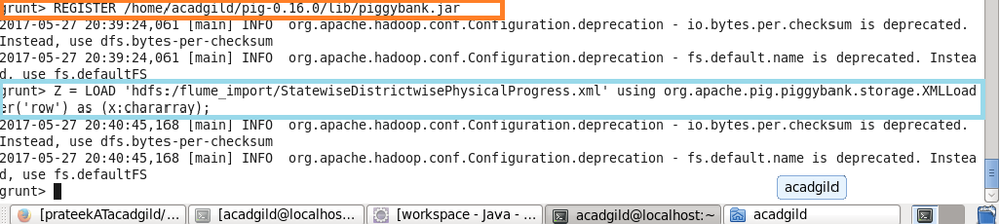 grunt> REGISTER /home/acadgild/pig-0.16.0/lib/piggybank.jar
2017-05-27 20:39:24,061 [main] INFO  org.apache.hadoop.conf.Configuration.deprecation - io.bytes.per.checksum is deprecated.
Instead, use dfs.bytes-per-checksum
2017-05-27 20:39:24,061 [main] INFO  org.apache.hadoop.conf.Configuration.deprecation - fs.default.name is deprecated. Instea
d, use fs.defaultFS
grunt> Z = LOAD 'hdfs:/flume_import/StatewiseDistrictwisePhysicalProgress.xml' using org.apache.pig.piggybank.storage.XMLLoad
er('row') as (x:chararray);
2017-05-27 20:40:45,168 [main] INFO  org.apache.hadoop.conf.Configuration.deprecation - io.bytes.per.checksum is deprecated.
Instead, use dfs.bytes-per-checksum
2017-05-27 20:40:45,168 [main] INFO  org.apache.hadoop.conf.Configuration.deprecation - fs.default.name is deprecated. Instea
d, use fs.defaultFS
grunt>
acadgild
[prateekATacadgild/... [acadgild@localhos... [workspace - Java - ... acadgild@localhost:~ acadgild